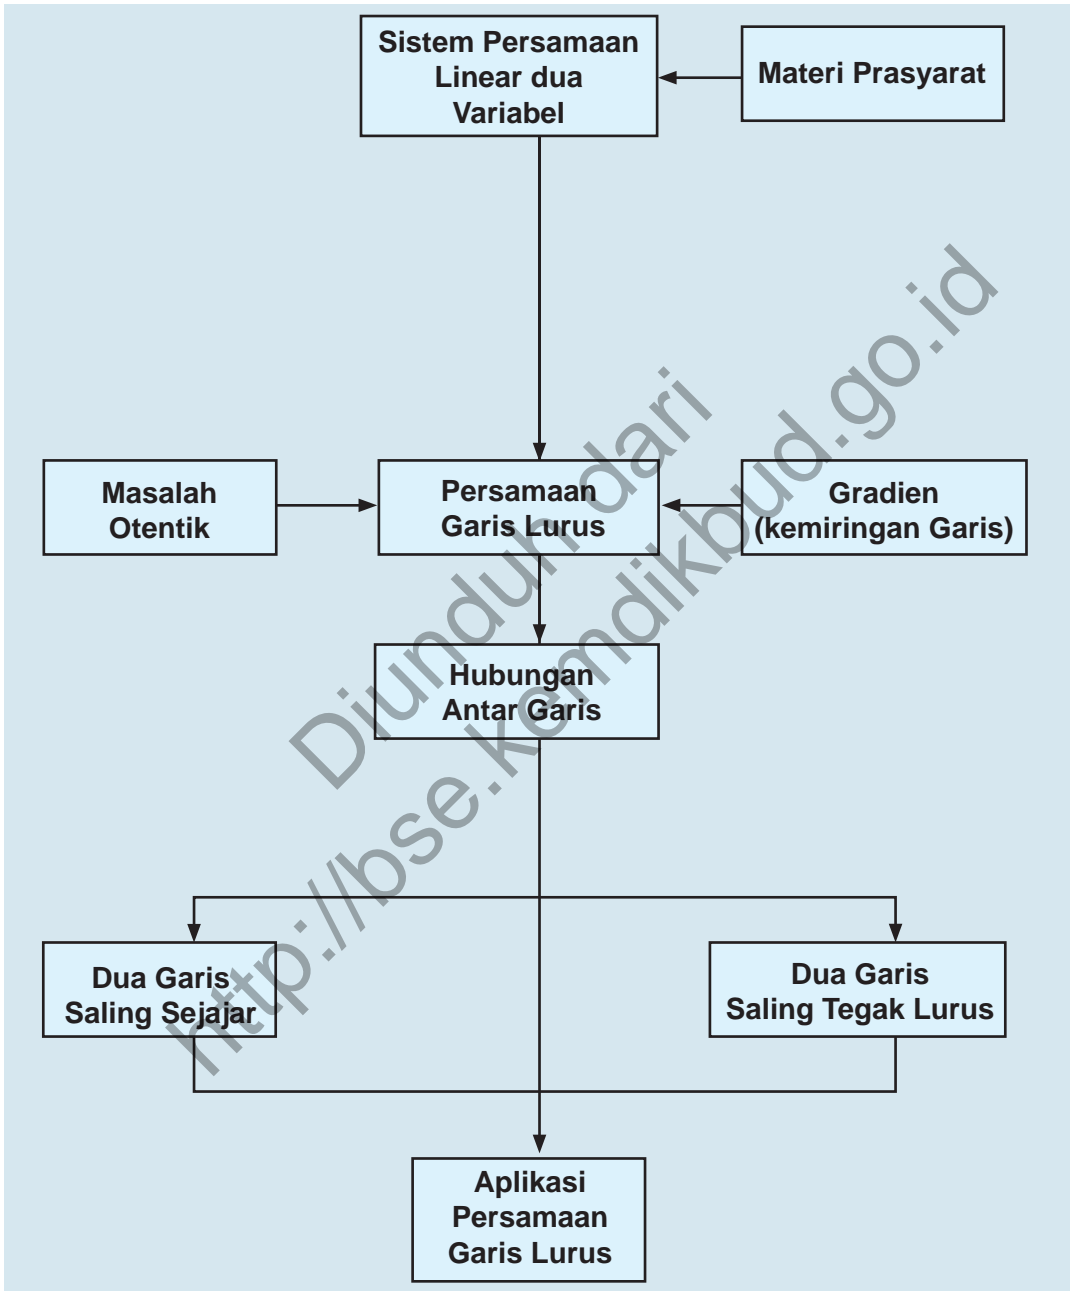 Sistem Persamaan
Linear dua
Variabel
Materi Prasyarat
Masalah
Otentik
Persamaan
Garis Lurus
Gradien
(kemiringan Garis)
Hubungan
Antar Garis
Dua Garis
Saling Sejajar
Dua Garis
Saling Tegak Lurus
Aplikasi
Persamaan
Garis Lurus
Diunduh dari
http://bse.kemdikbud.go.id